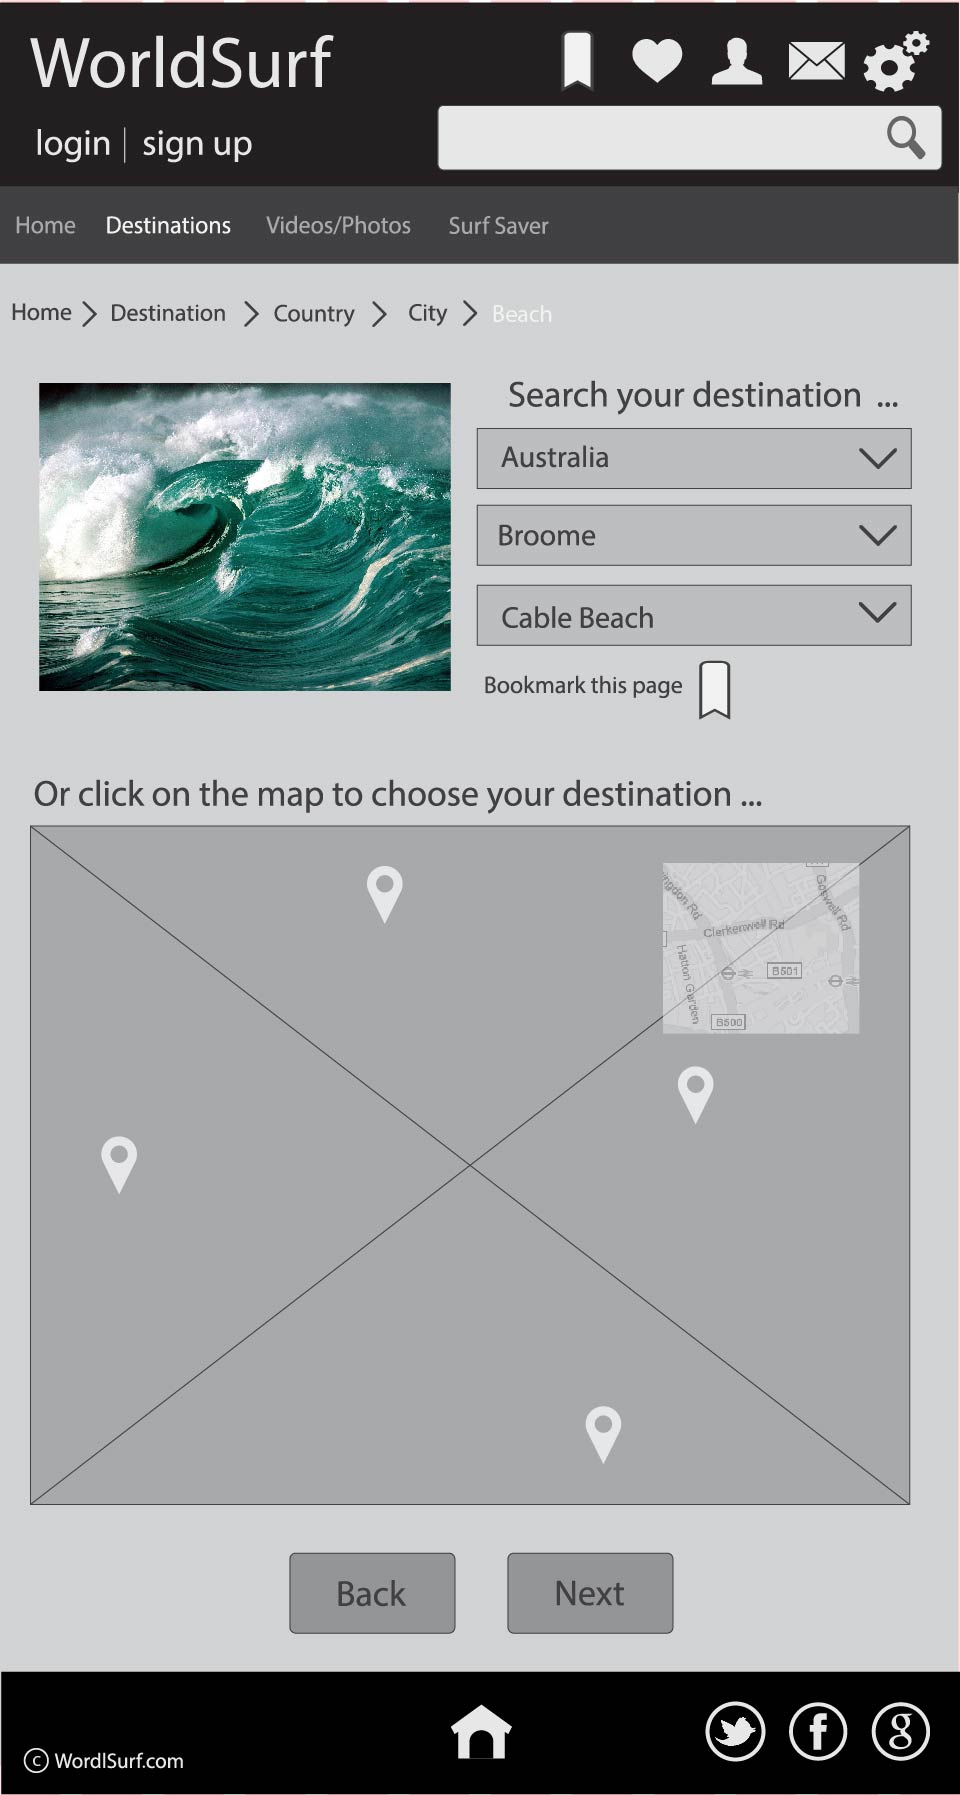 WorldSurf
login | sign up
Home Destinations Videos/Photos Surf Saver
Home > Destination > Country > City > Beach
Search your destination ...
Australia
Broome
Cable Beach
Bookmark this page
Or click on the map to choose your destination ...
Goswell Rd
Clerkenwell Rd
Hatton Garden
B501
B500
Back Next
© WordlSurf.com